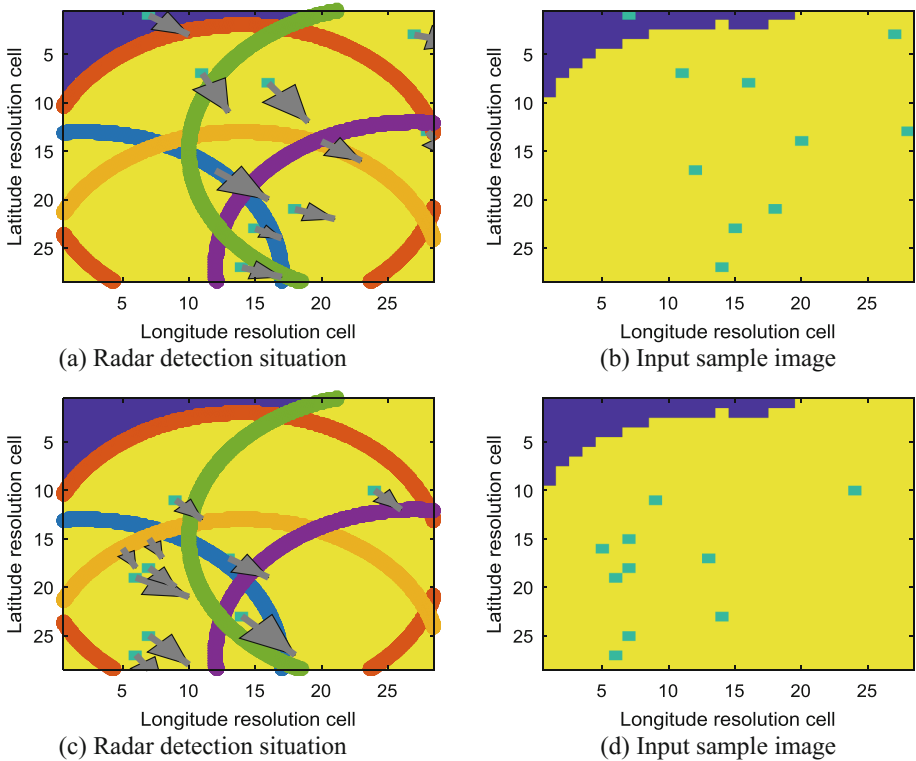 Latitude resolution cell
5
10
15
20
25
5 10 15 20 25
Longitude resolution cell
(a) Radar detection situation
Latitude resolution cell
5
10
15
20
25
5 10 15 20 25
Longitude resolution cell
(b) Input sample image
Latitude resolution cell
5
10
15
20
25
5 10 15 20 25
Longitude resolution cell
(c) Radar detection situation
Latitude resolution cell
5
10
15
20
25
5 10 15 20 25
Longitude resolution cell
(d) Input sample image